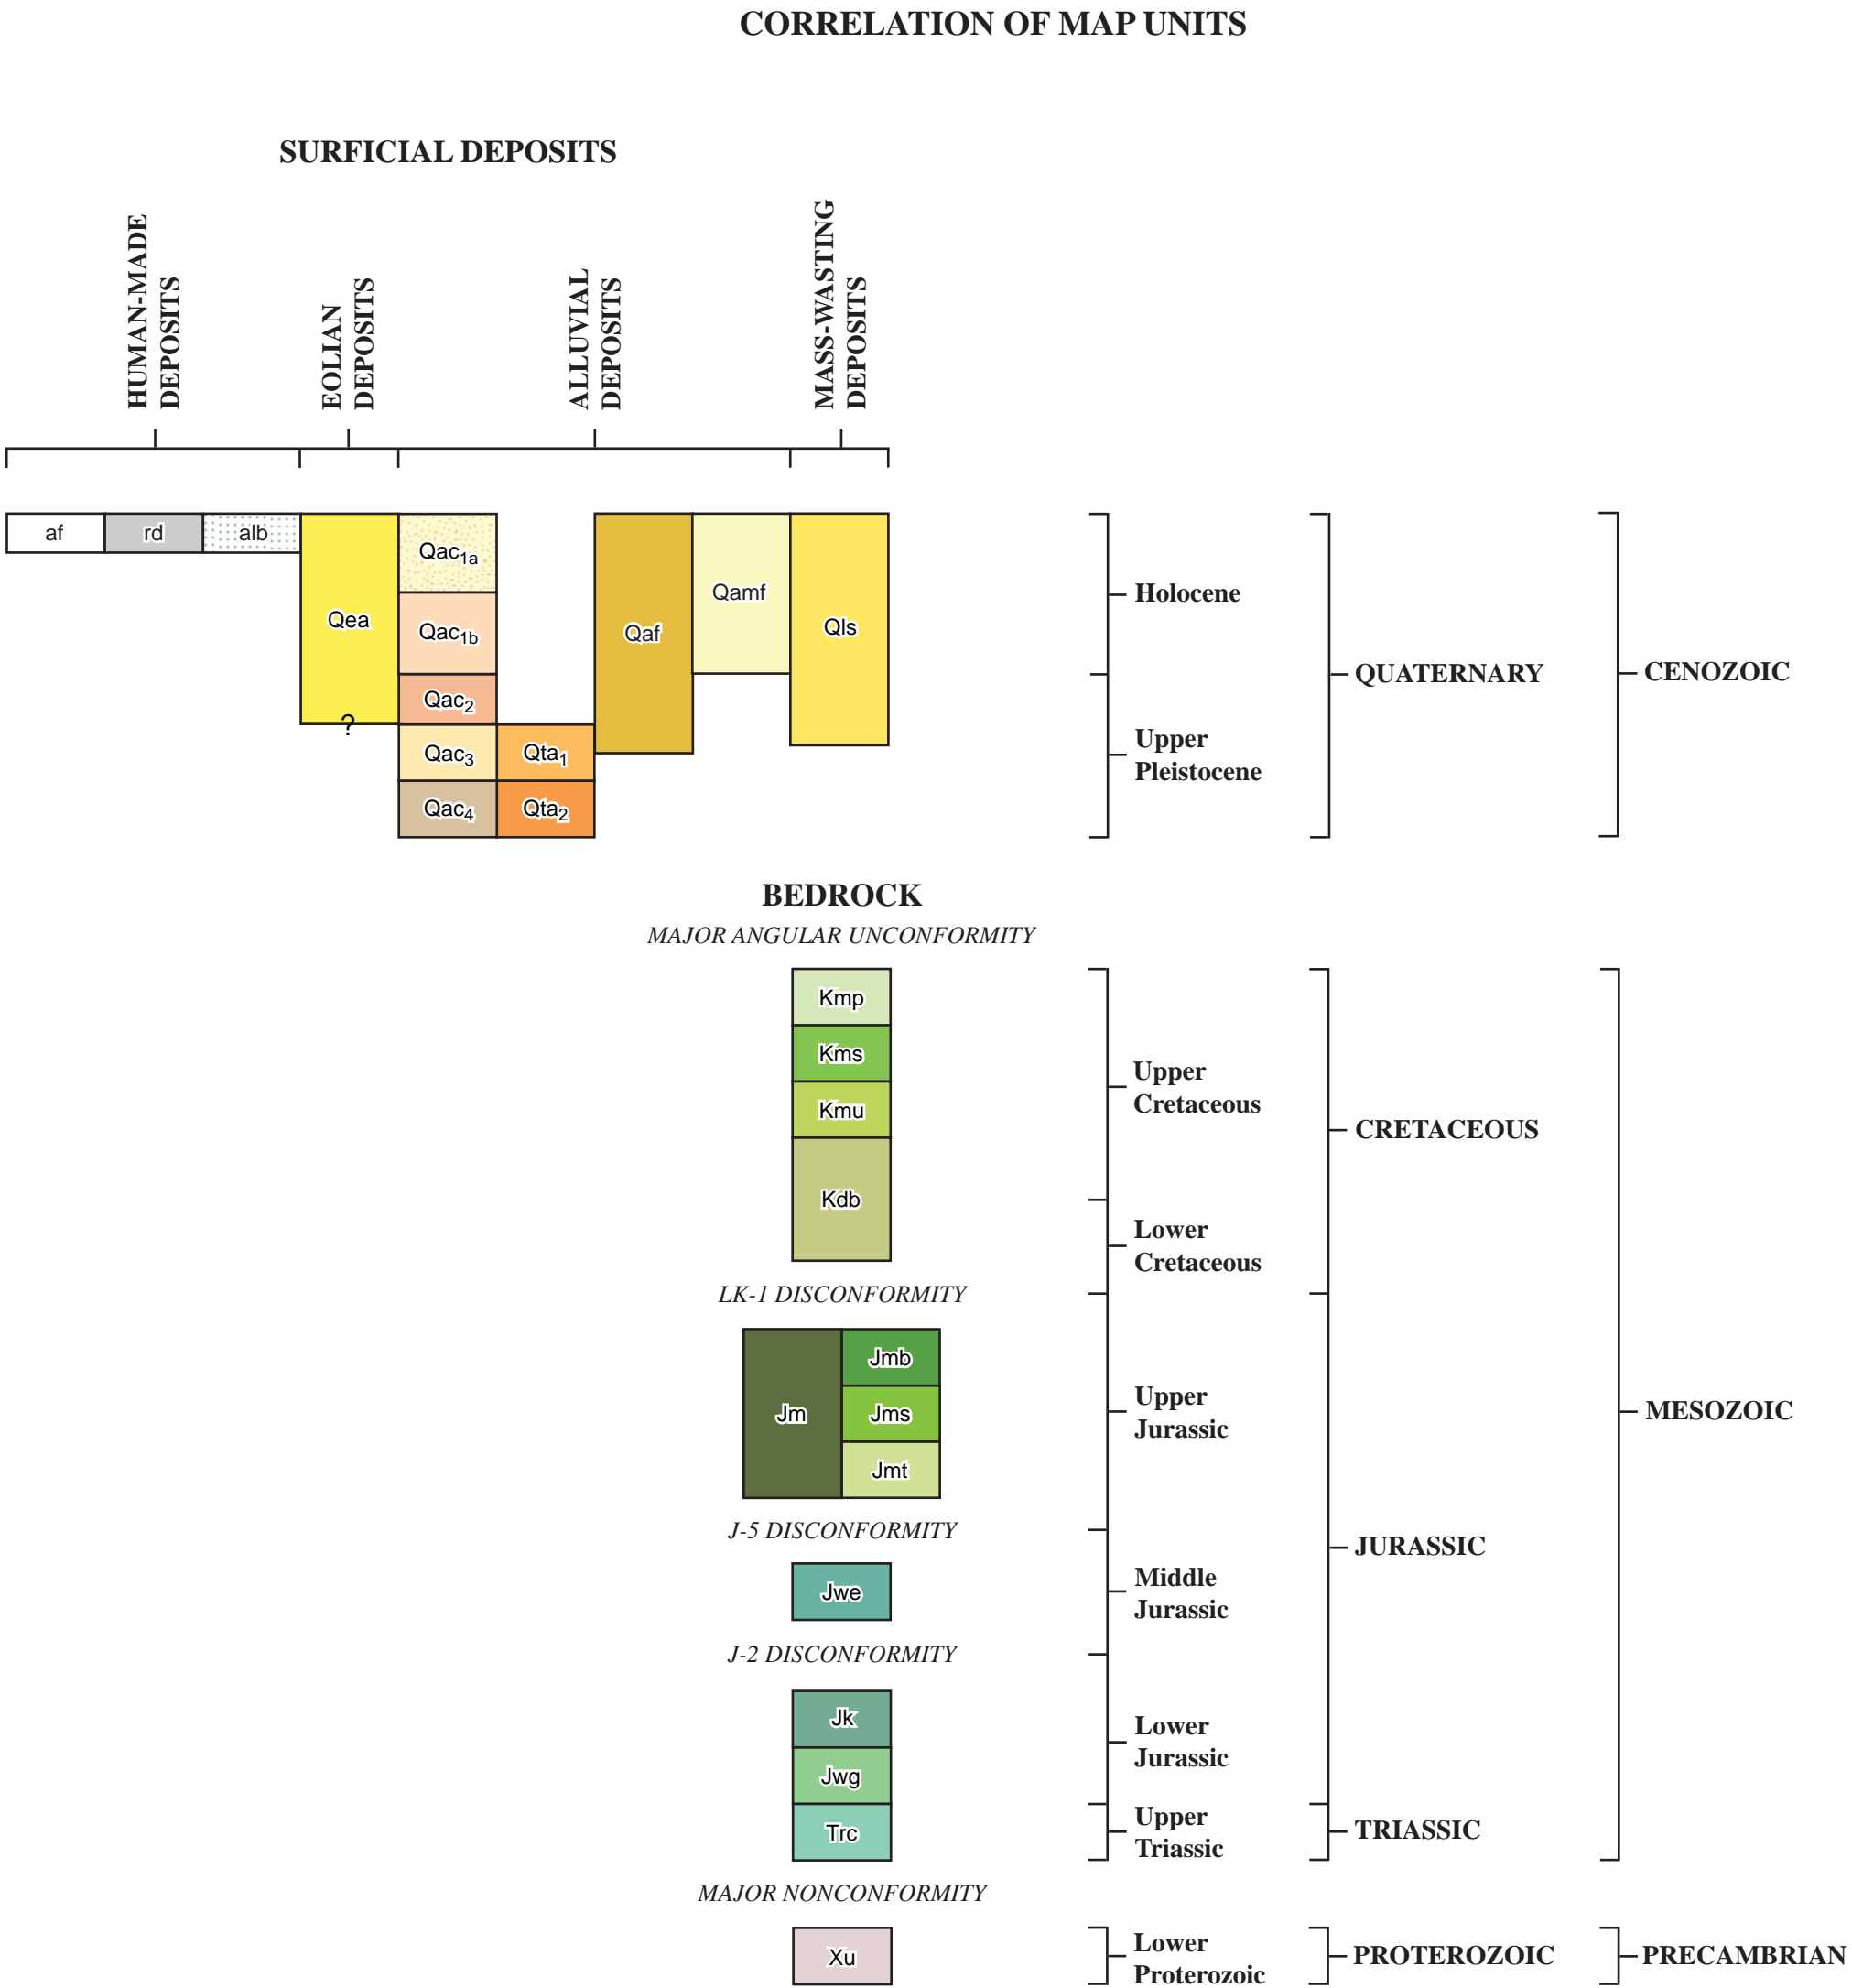 CORRELATION OF MAP UNITS
SURFICIAL DEPOSITS
HUMAN-MADE
DEPOSITS
EOLIAN
DEPOSITS
ALLUVIAL
DEPOSITS
MASS-WASTING
DEPOSITS
af
rd
alb
Qea
?
Qac1a
Qac1b
Qac2
Qac3
Qac4
Qta1
Qta2
Qaf
Qamf
Qls
Holocene
Upper
Pleistocene
QUATERNARY
CENOZOIC
BEDROCK
MAJOR ANGULAR UNCONFORMITY
Kmp
Kms
Kmu
Kdb
Upper
Cretaceous
Lower
Cretaceous
CRETACEOUS
LK-1 DISCONFORMITY
Jm
Jmb
Jms
Jmt
Upper
Jurassic
MESOZOIC
J-5 DISCONFORMITY
Jwe
Middle
Jurassic
JURASSIC
J-2 DISCONFORMITY
Jk
Jwg
Lower
Jurassic
Trc
Upper
Triassic
TRIASSIC
MAJOR NONCONFORMITY
Xu
Lower
Proterozoic
PROTEROZOIC
PRECAMBRIAN